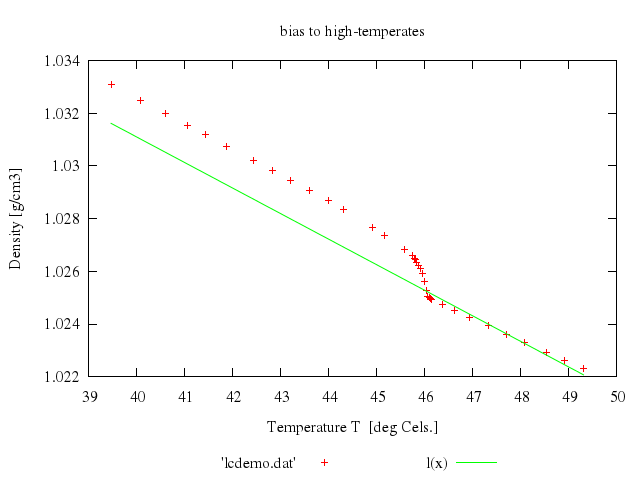 bias to high-temperates
1.034
1.032
1.03
1.028
1.026
1.024
1.022
Density [g/cm3]
39 40 41 42 43 44 45 46 47 48 49 50
Temperature T [deg Cels.]
'lcdemo.dat' l(x)